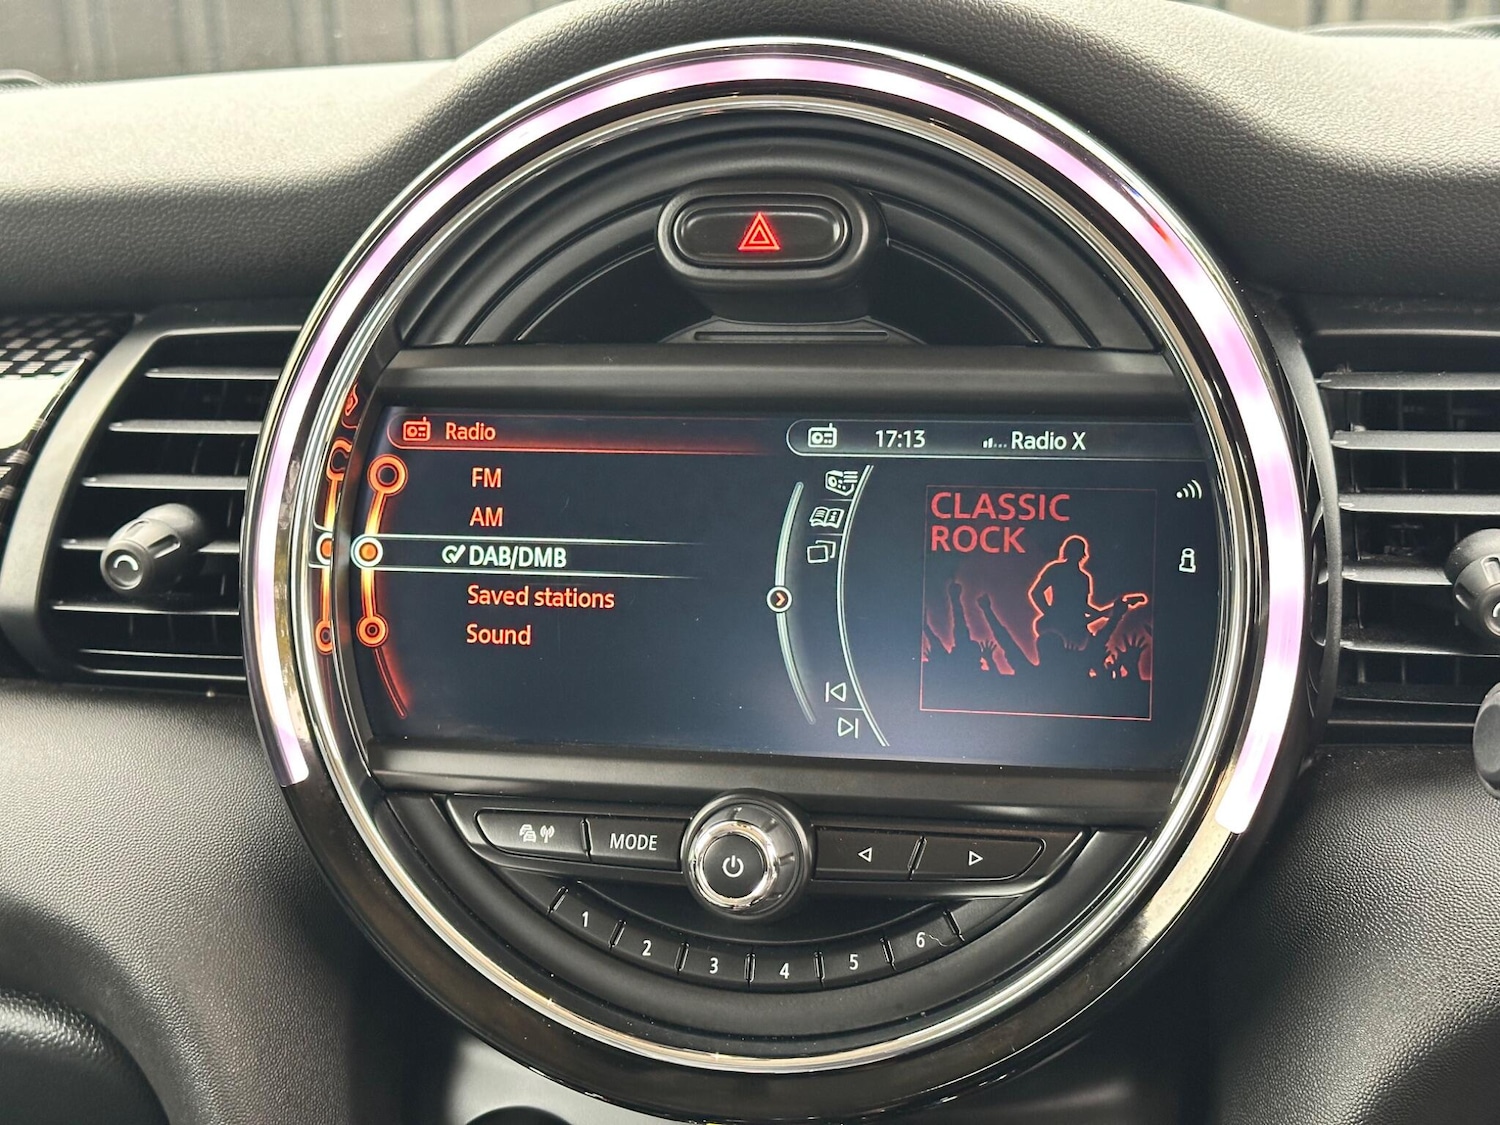 Radio
17:13 Radio X
FM
AM
DAB/DMB
Saved stations
Sound
CLASSIC
ROCK
MODE
1 2 3 4 5 6